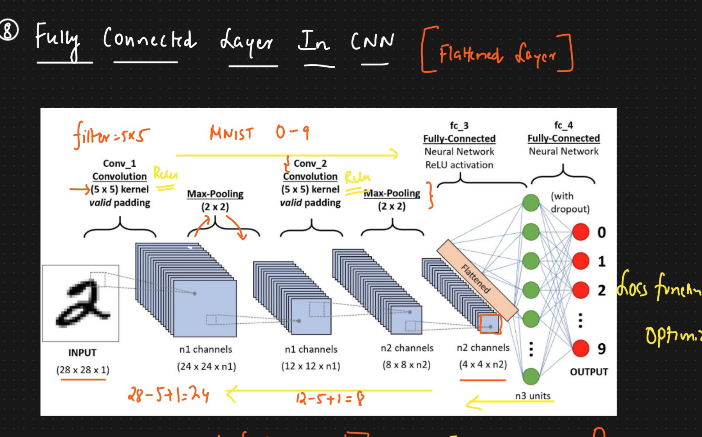 ⑧ Fully Connected Layer In CNN [Flattened Layer]
filter = 5x5 MNIST 0-9
Conv_1
Convolution
(5 x 5) kernel
valid padding
Relu
Max-Pooling
(2 x 2)
Conv_2
Convolution
(5 x 5) kernel
valid padding
Relu
Max-Pooling
(2 x 2)
fc_3
Fully-Connected
Neural Network
ReLU activation
fc_4
Fully-Connected
Neural Network
(with
dropout)
Flattened
0
1
2
9
OUTPUT
Loss
INPUT
(28 x 28 x 1)
n1 channels
(24 x 24 x n1)
n1 channels
(12 x 12 x n1)
n2 channels
(8 x 8 x n2)
n2 channels
(4 x 4 x n2)
n3 units
28-5+1=24
12-5+1=8